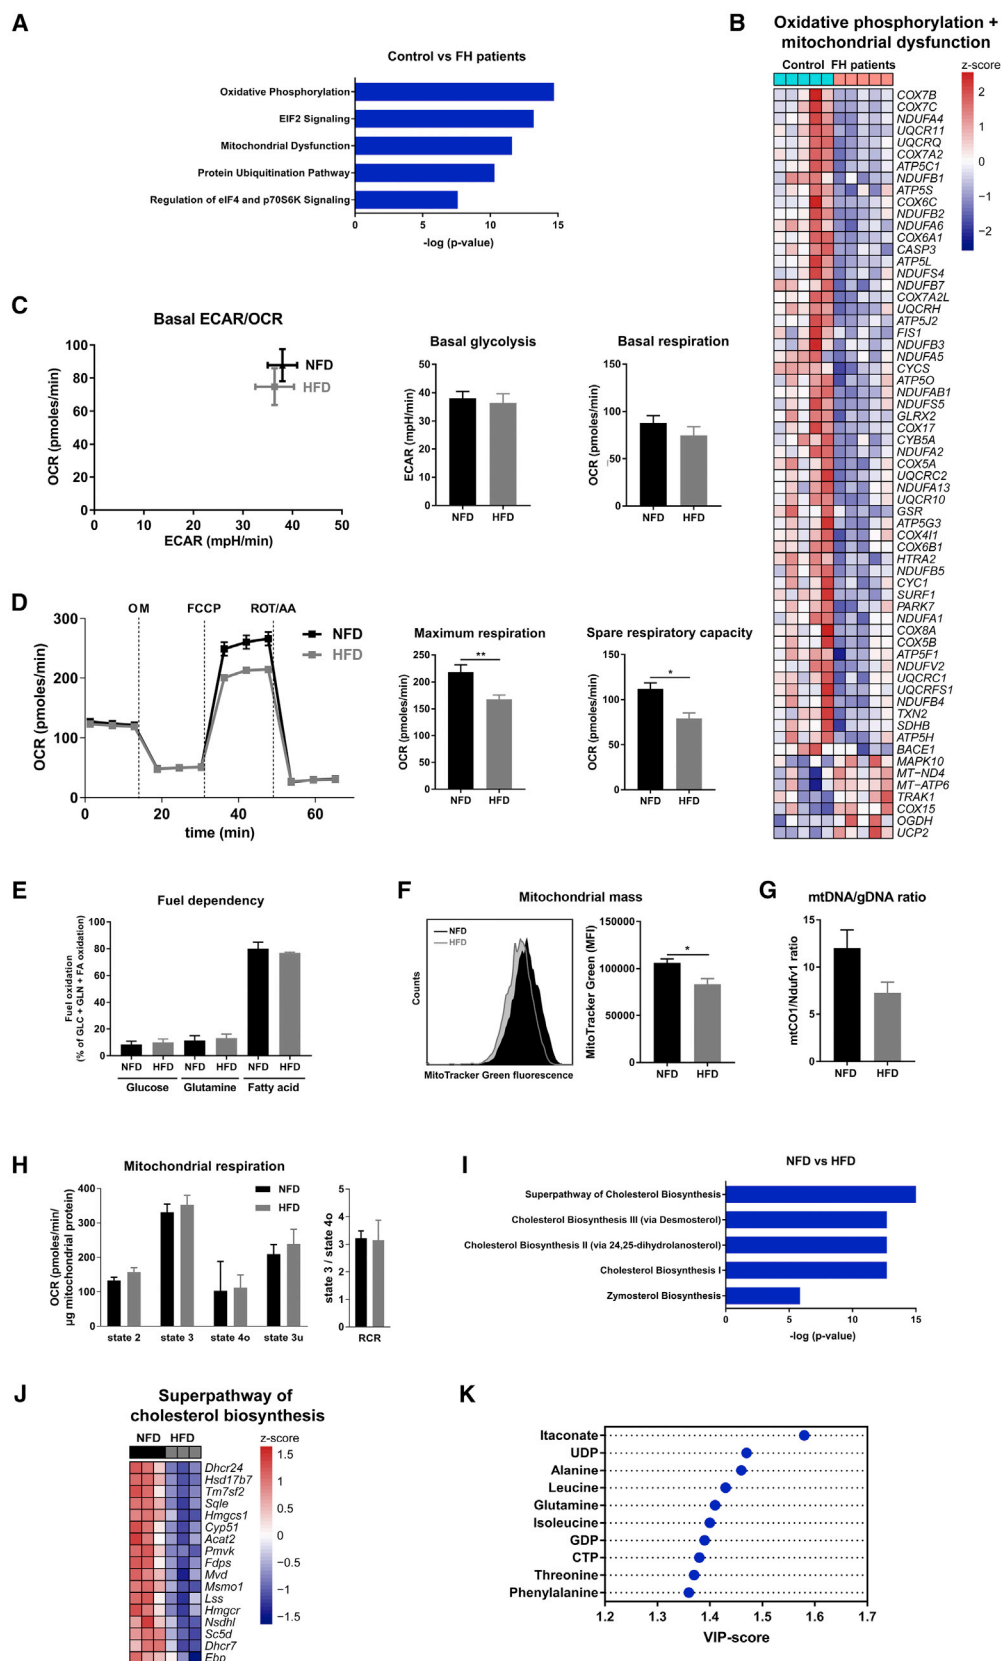 A
Control vs FH patients
Oxidative Phosphorylation
EIF2 Signaling
Mitochondrial Dysfunction
Protein Ubiquitination Pathway
Regulation of eIF4 and p70S6K Signaling
0 5 10 15
-log (p-value)
B
Oxidative phosphorylation +
mitochondrial dysfunction
Control FH patients
z-score
2
1
0
−1
−2
COX7B
COX7C
NDUFA4
UQCR11
UQCRQ
COX7A2
ATP5C1
NDUFB1
ATP5S
COX6C
NDUFB2
NDUFA6
COX6A1
CASP3
ATP5L
NDUFS4
NDUFB7
COX7A2L
UQCRH
ATP5J2
FIS1
NDUFB3
NDUFA5
CYCS
ATP5O
NDUFAB1
NDUFS5
GLRX2
COX17
CYB5A
NDUFA2
COX5A
UQCRC2
NDUFA13
UQCR10
GSR
ATP5G3
COX4I1
COX6B1
HTRA2
NDUFB5
CYC1
SURF1
PARK7
NDUFA1
COX8A
COX5B
ATP5F1
NDUFV2
UQCRC1
UQCRFS1
NDUFB4
TXN2
SDHB
ATP5H
BACE1
MAPK10
MT−ND4
MT−ATP6
TRAK1
COX15
OGDH
UCP2
C
Basal ECAR/OCR
OCR (pmoles/min)
100
80
60
40
20
0
NFD
HFD
0 10 20 30 40 50
ECAR (mpH/min)
Basal glycolysis
ECAR (mpH/min)
50
40
30
20
10
0
NFD HFD
Basal respiration
OCR (pmoles/min)
150
100
50
0
NFD HFD
D
OM FCCP ROT/AA
OCR (pmoles/min)
300
200
100
0
NFD
HFD
20 40 60
time (min)
Maximum respiration
OCR (pmoles/min)
250
200
150
100
50
0
**
NFD HFD
Spare respiratory capacity
OCR (pmoles/min)
150
100
50
0
*
NFD HFD
E
Fuel dependency
Fuel oxidation
(% of GLC + GLN + FA oxidation)
100
80
60
40
20
0
NFD HFD NFD HFD NFD HFD
Glucose Glutamine Fatty acid
F
Mitochondrial mass
NFD
HFD
Counts
MitoTracker Green fluorescence
MitoTracker Green (MFI)
150000
100000
50000
0
*
NFD HFD
G
mtDNA/gDNA ratio
mtCO1/Ndufv1 ratio
15
10
5
0
NFD HFD
H
Mitochondrial respiration
OCR (pmoles/min/
µg mitochondrial protein)
400
300
200
100
0
NFD
HFD
state 2 state 3 state 4o state 3u
state 3 / state 4o
5
4
3
2
1
0
RCR
I
NFD vs HFD
Superpathway of Cholesterol Biosynthesis
Cholesterol Biosynthesis III (via Desmosterol)
Cholesterol Biosynthesis II (via 24,25-dihydrolanosterol)
Cholesterol Biosynthesis I
Zymosterol Biosynthesis
0 5 10 15
-log (p-value)
J
Superpathway of
cholesterol biosynthesis
NFD HFD
z-score
1.5
1
0.5
0
−0.5
−1
−1.5
Dhcr24
Hsd17b7
Tm7sf2
Sqle
Hmgcs1
Cyp51
Acat2
Pmvk
Fdps
Mvd
Msmo1
Lss
Hmgcr
Nsdhl
Sc5d
Dhcr7
Ebp
K
Itaconate
UDP
Alanine
Leucine
Glutamine
Isoleucine
GDP
CTP
Threonine
Phenylalanine
1.2 1.3 1.4 1.5 1.6 1.7
VIP-score